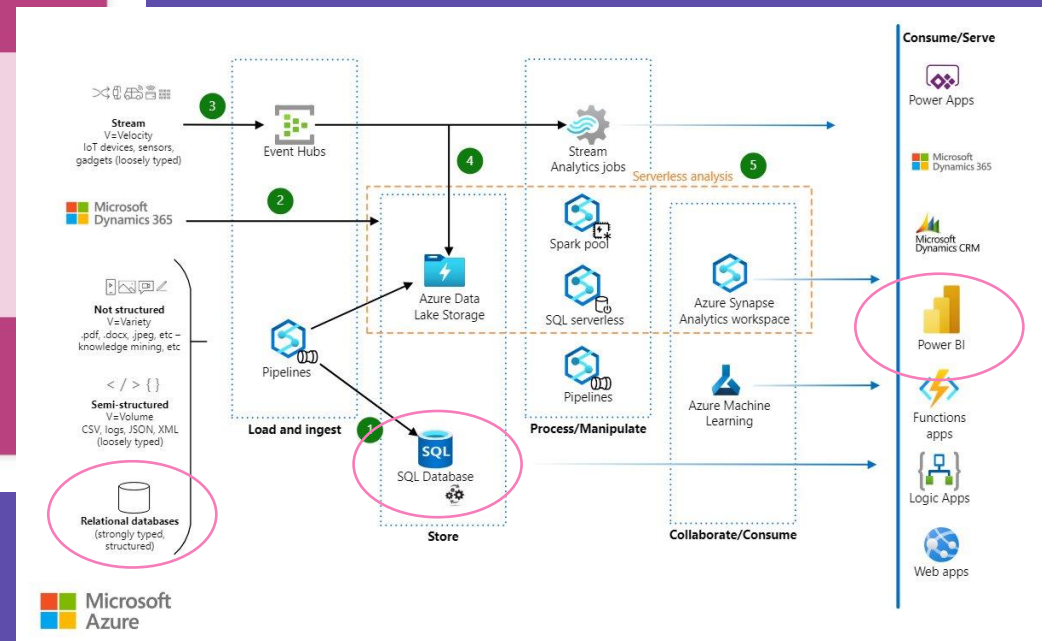 Consume/Serve
Power Apps
Microsoft
Dynamics 365
Microsoft
Dynamics CRM
Power BI
Functions
apps
Logic Apps
Web apps
3
Stream
V=Velocity
IoT devices, sensors,
gadgets (loosely typed)
Event Hubs
4
Stream
Analytics jobs
Serverless analysis
5
2
Microsoft
Dynamics 365
Spark pool
Azure Data
Lake Storage
SQL serverless
Azure Synapse
Analytics workspace
Not structured
V=Variety
.pdf, .docx, .jpeg, etc –
knowledge mining, etc
Pipelines
Pipelines
Azure Machine
Learning
< / > { }
Semi-structured
V=Volume
CSV, logs, JSON, XML
(loosely typed)
Load and ingest
1
Process/Manipulate
SQL
SQL Database
Relational databases
(strongly typed,
structured)
Store
Collaborate/Consume
Microsoft
Azure